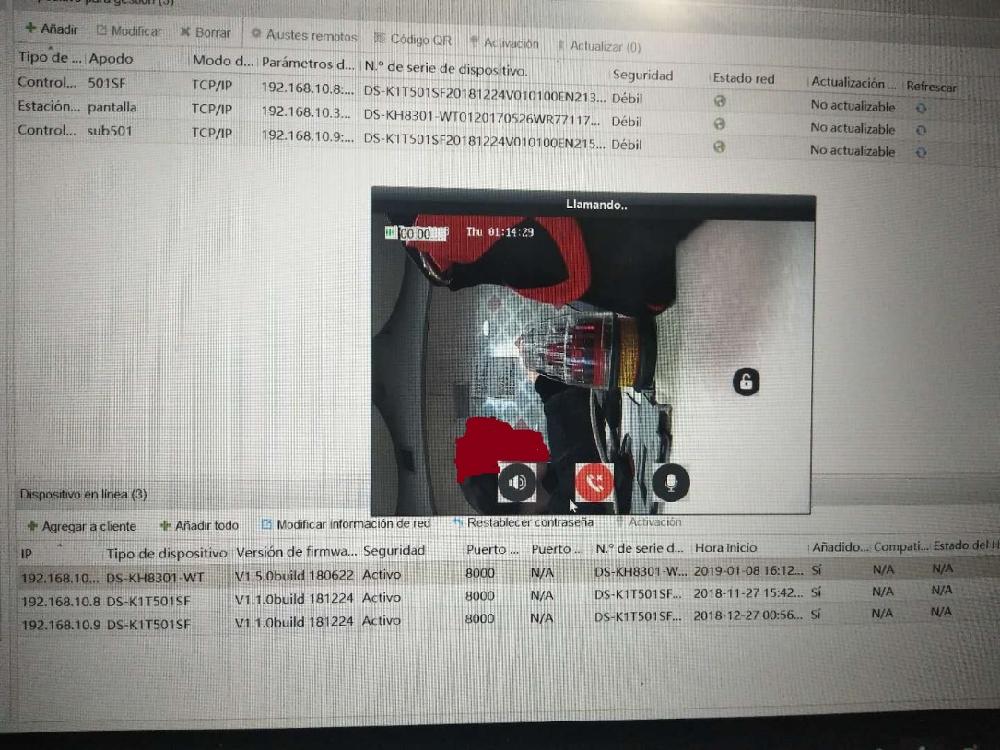 (3)
Añadir Modificar Borrar Ajustes remotos Código QR Activación Actualizar (0)
Tipo de ... Apodo Modo d... Parámetros d... N.º de serie de dispositivo. Seguridad Estado red Actualización ... Refrescar
Control... 501SF TCP/IP 192.168.10.8:... DS-K1T501SF20181224V010100EN213... Débil No actualizable
Estación... pantalla TCP/IP 192.168.10.3... DS-KH8301-WT0120170526WR77117... Débil No actualizable
Control... sub501 TCP/IP 192.168.10.9:... DS-K1T501SF20181224V010100EN215... Débil No actualizable
Llamando..
00:00 Thu 01:14:29
Dispositivo en línea (3)
Agregar a cliente Añadir todo Modificar información de red Restablecer contraseña Activación
IP Tipo de dispositivo Versión de firmwa... Seguridad Puerto ... Puerto ... N.º de serie d... Hora Inicio Añadido... Compati... Estado del H
192.168.10... DS-KH8301-WT V1.5.0build 180622 Activo 8000 N/A DS-KH8301-W... 2019-01-08 16:12... Sí N/A N/A
192.168.10.8 DS-K1T501SF V1.1.0build 181224 Activo 8000 N/A DS-K1T501SF... 2018-11-27 15:42... Sí N/A N/A
192.168.10.9 DS-K1T501SF V1.1.0build 181224 Activo 8000 N/A DS-K1T501SF... 2018-12-27 00:56... Sí N/A N/A